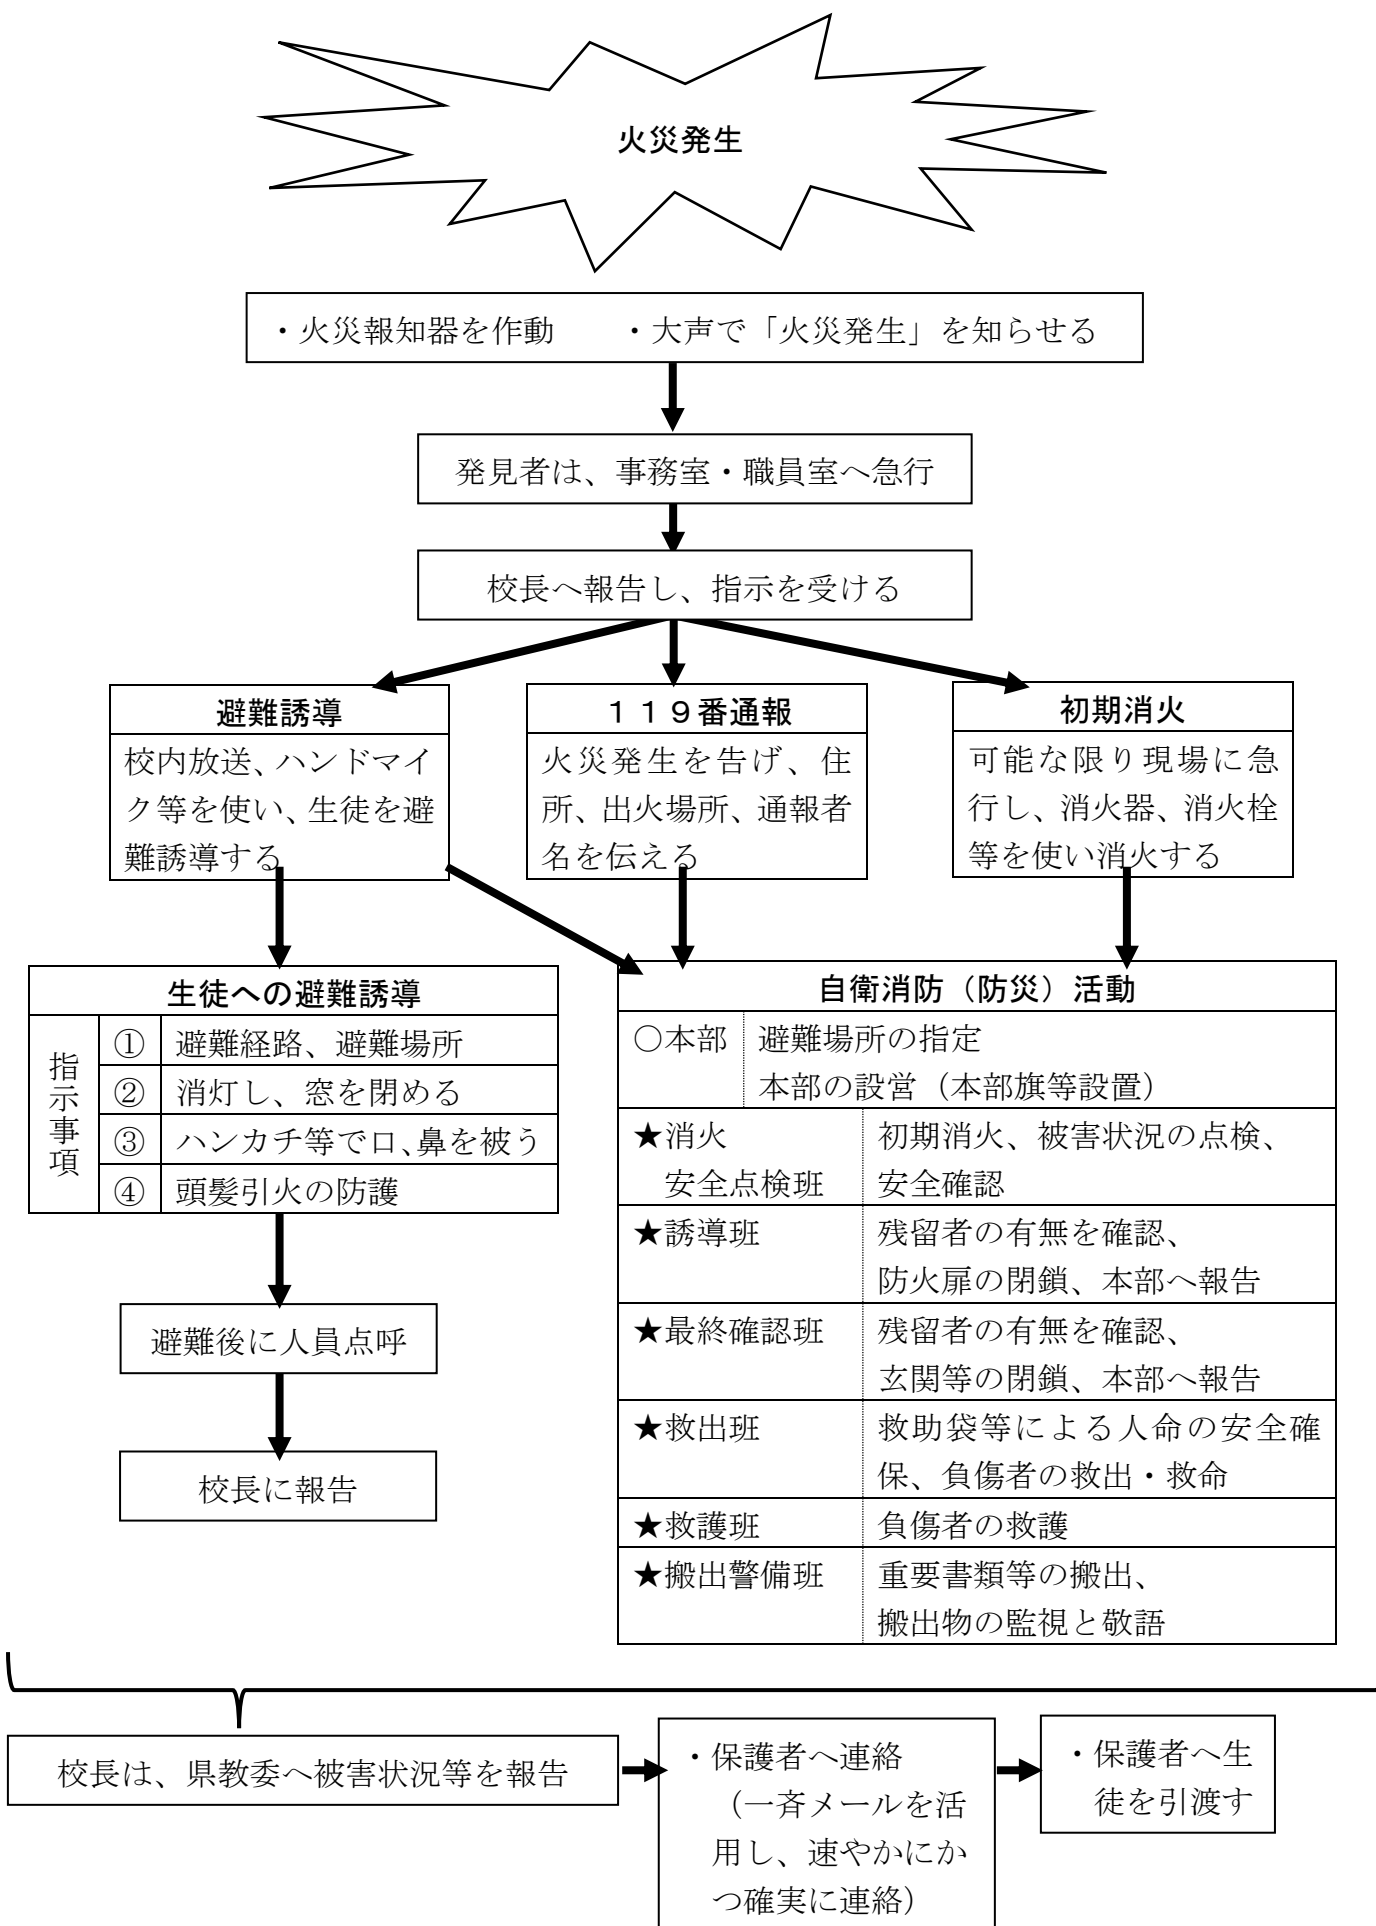 火災発生
・火災報知器を作動　　・大声で「火災発生」を知らせる
発見者は、事務室・職員室へ急行
校長へ報告し、指示を受ける
避難誘導
校内放送、ハンドマイ
ク等を使い、生徒を避
難誘導する
１１９番通報
火災発生を告げ、住
所、出火場所、通報者
名を伝える
初期消火
可能な限り現場に急
行し、消火器、消火栓
等を使い消火する
生徒への避難誘導
指示事項
① 避難経路、避難場所
② 消灯し、窓を閉める
③ ハンカチ等で口、鼻を被う
④ 頭髪引火の防護
避難後に人員点呼
校長に報告
自衛消防（防災）活動
○本部 避難場所の指定
本部の設営（本部旗等設置）
★消火 初期消火、被害状況の点検、
安全点検班 安全確認
★誘導班 残留者の有無を確認、
防火扉の閉鎖、本部へ報告
★最終確認班 残留者の有無を確認、
玄関等の閉鎖、本部へ報告
★救出班 救助袋等による人命の安全確
保、負傷者の救出・救命
★救護班 負傷者の救護
★搬出警備班 重要書類等の搬出、
搬出物の監視と敬語
校長は、県教委へ被害状況等を報告
・保護者へ連絡
（一斉メールを活
用し、速やかにか
つ確実に連絡）
・保護者へ生
徒を引渡す